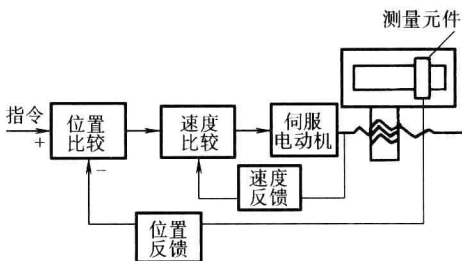 测量元件
指令
+
位置
比较
速度
比较
伺服
电动机
−
速度
反馈
位置
反馈